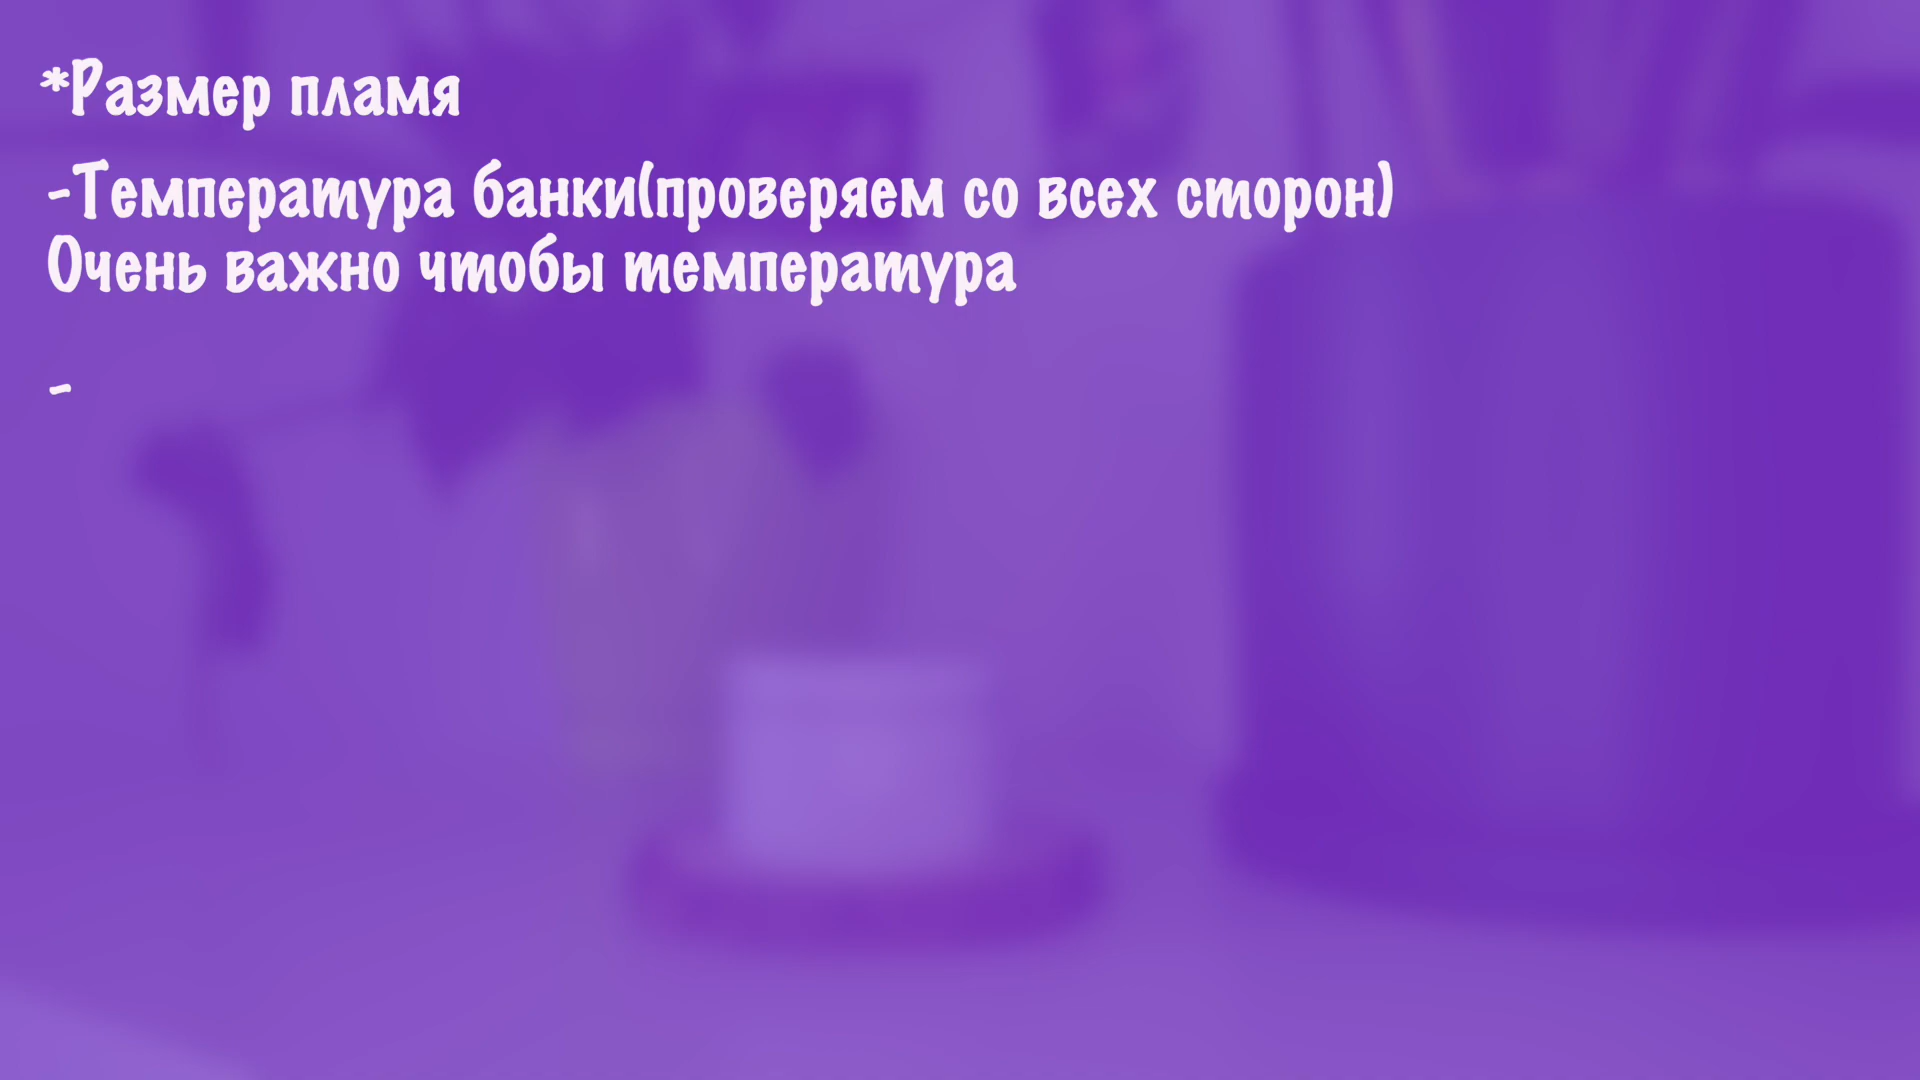 *Размер пламя
-Температура банки(проверяем со всех сторон)
Очень важно чтобы температура
-